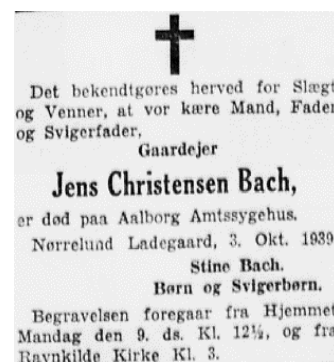 Det bekendtgøres herved for Slægt
og Venner, at vor kære Mand, Fader
og Svigerfader,
Gaardejer
Jens Christensen Bach,
er død paa Aalborg Amtssygehus.
Nørrelund Ladegaard, 3. Okt. 1939
Stine Bach.
Børn og Svigerbørn.
Begravelsen foregaar fra Hjemmet
Mandag den 9. ds. Kl. 12½, og fra
Ravnkilde Kirke Kl. 3.